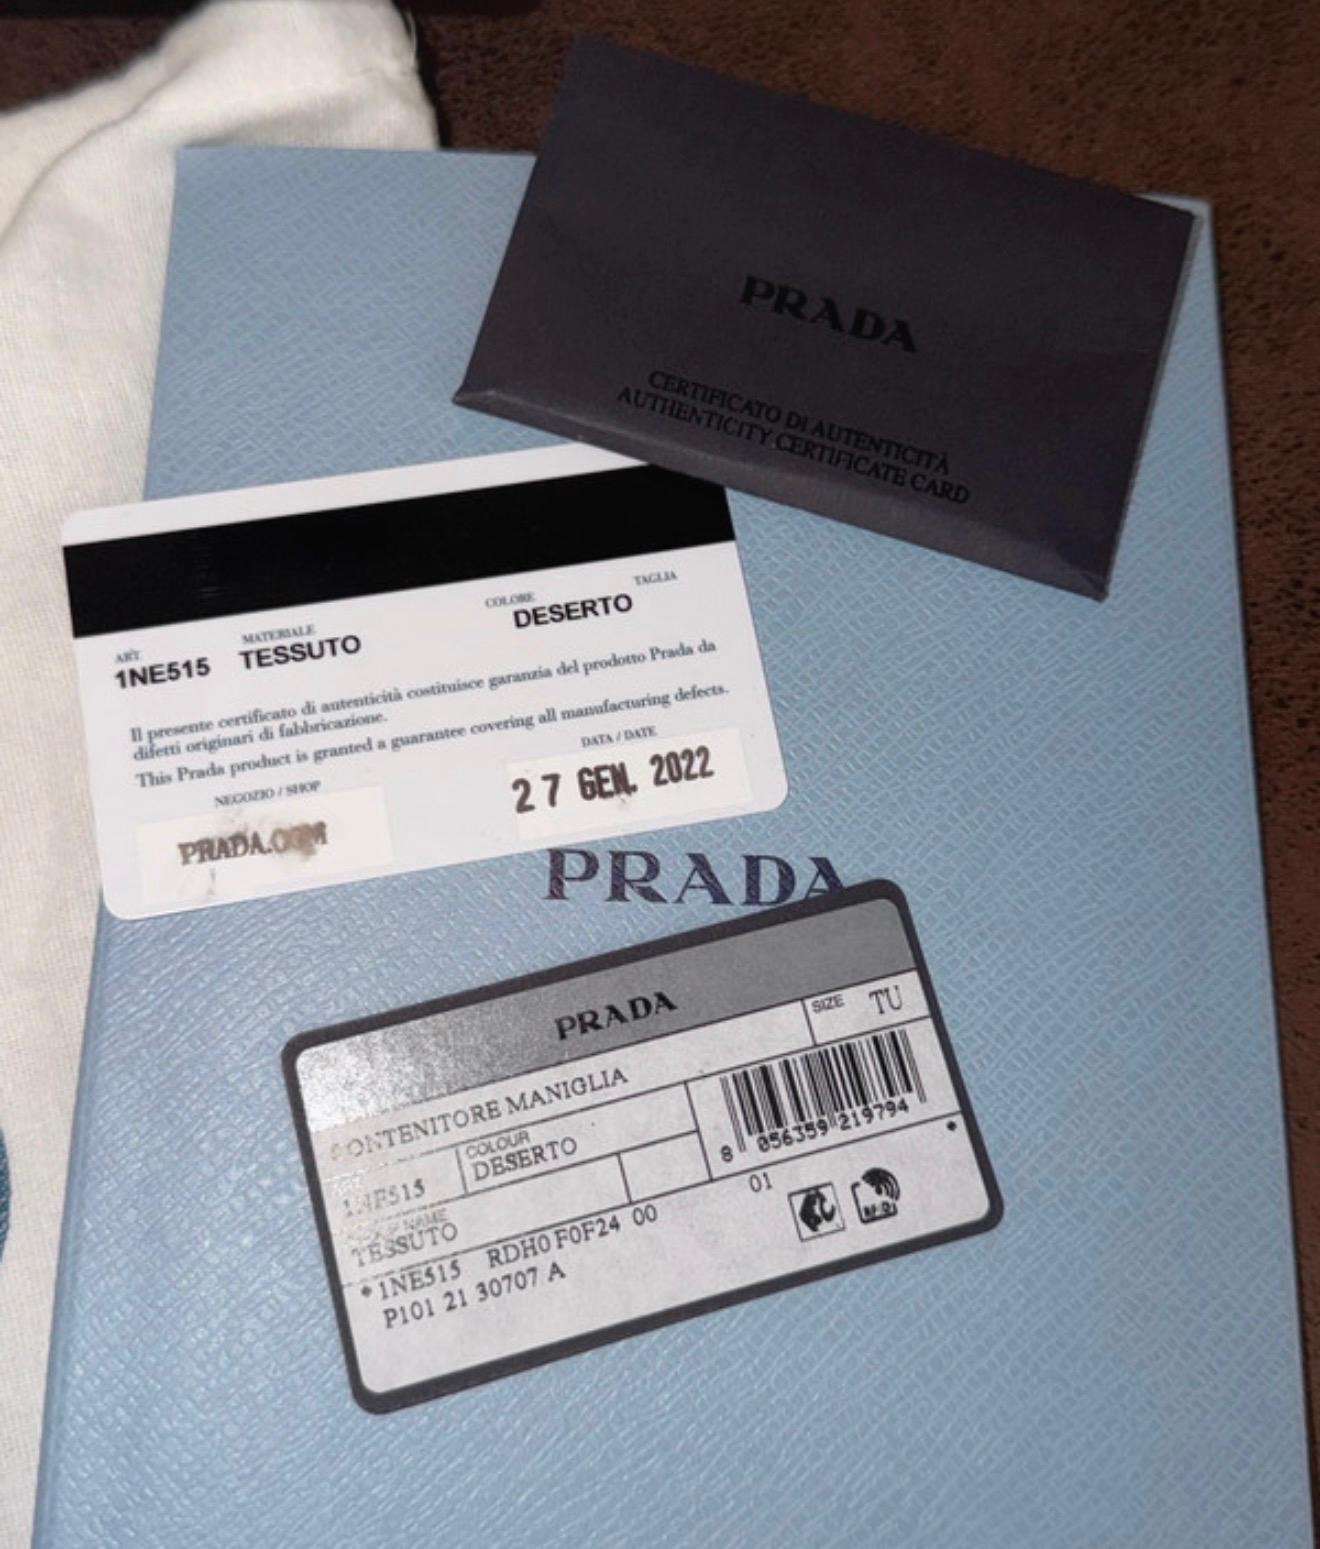 PRADA
CERTIFICATO DI AUTENTICITÀ
AUTHENTICITY CERTIFICATE CARD
ART. MATERIALE COLORE TAGLIA
1NE515 TESSUTO DESERTO
Il presente certificato di autenticità costituisce garanzia del prodotto Prada da
difetti originari di fabbricazione.
This Prada product is granted a guarantee covering all manufacturing defects.
NEGOZIO / SHOP DATA / DATE
PRADA.COM 27 GEN. 2022
PRADA
PRADA
CONTENITORE MANIGLIA SIZE TU
1NE515 COLOUR DESERTO
NAME
TESSUTO
8 056359 219794
*1NE515 RDH0 F0F24 00 01 *
P101 21 30707 A
RFID